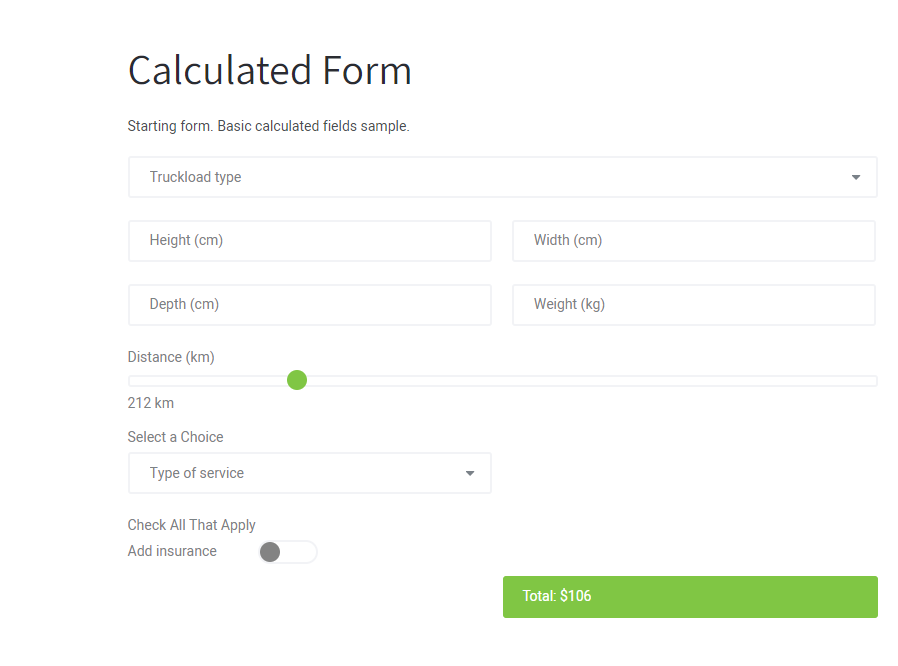 Calculated Form
Starting form. Basic calculated fields sample.
Truckload type
Height (cm)
Width (cm)
Depth (cm)
Weight (kg)
Distance (km)
212 km
Select a Choice
Type of service
Check All That Apply
Add insurance
Total: $106